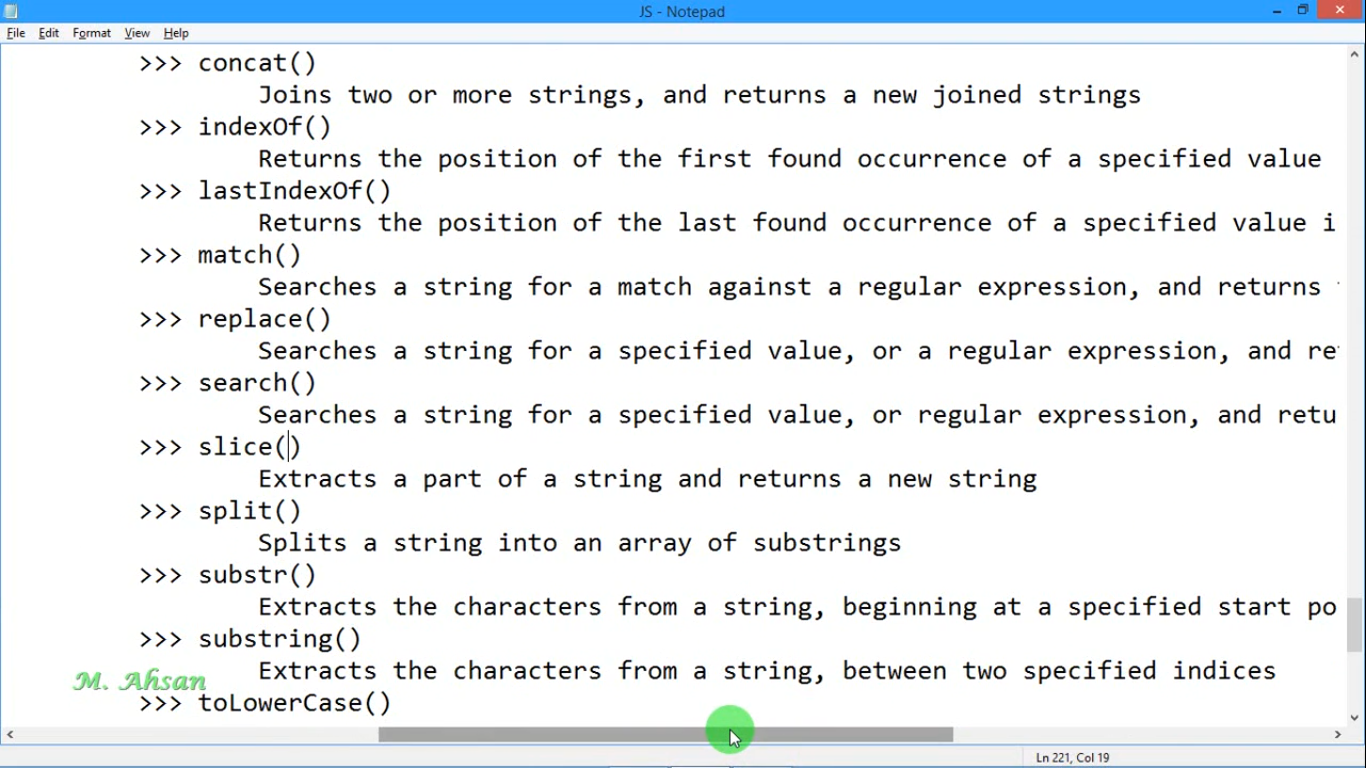 JS - Notepad
File Edit Format View Help
>>> concat()
Joins two or more strings, and returns a new joined strings
>>> indexOf()
Returns the position of the first found occurrence of a specified value
>>> lastIndexOf()
Returns the position of the last found occurrence of a specified value i
>>> match()
Searches a string for a match against a regular expression, and returns
>>> replace()
Searches a string for a specified value, or a regular expression, and re
>>> search()
Searches a string for a specified value, or regular expression, and retu
>>> slice()
Extracts a part of a string and returns a new string
>>> split()
Splits a string into an array of substrings
>>> substr()
Extracts the characters from a string, beginning at a specified start po
>>> substring()
Extracts the characters from a string, between two specified indices
M. Ahsan
>>> toLowerCase()
Ln 221, Col 19